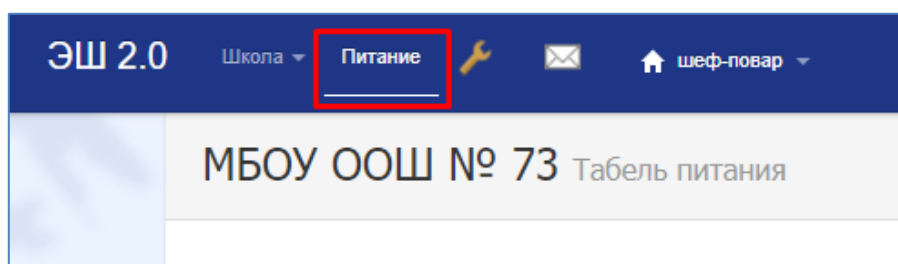 ЭШ 2.0 Школа Питание шеф-повар
МБОУ ООШ № 73 Табель питания